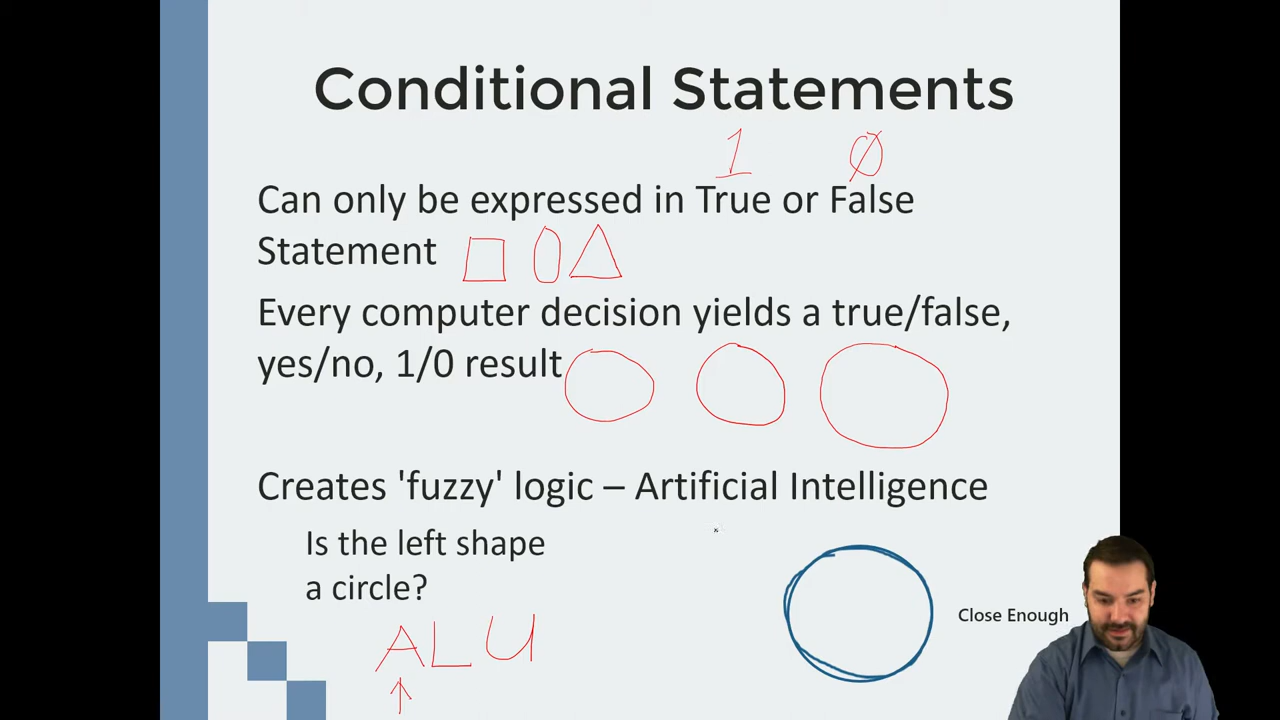 Conditional Statements
1 0
Can only be expressed in True or False
Statement
Every computer decision yields a true/false,
yes/no, 1/0 result
Creates 'fuzzy' logic – Artificial Intelligence
Is the left shape
a circle?
Close Enough
ALU